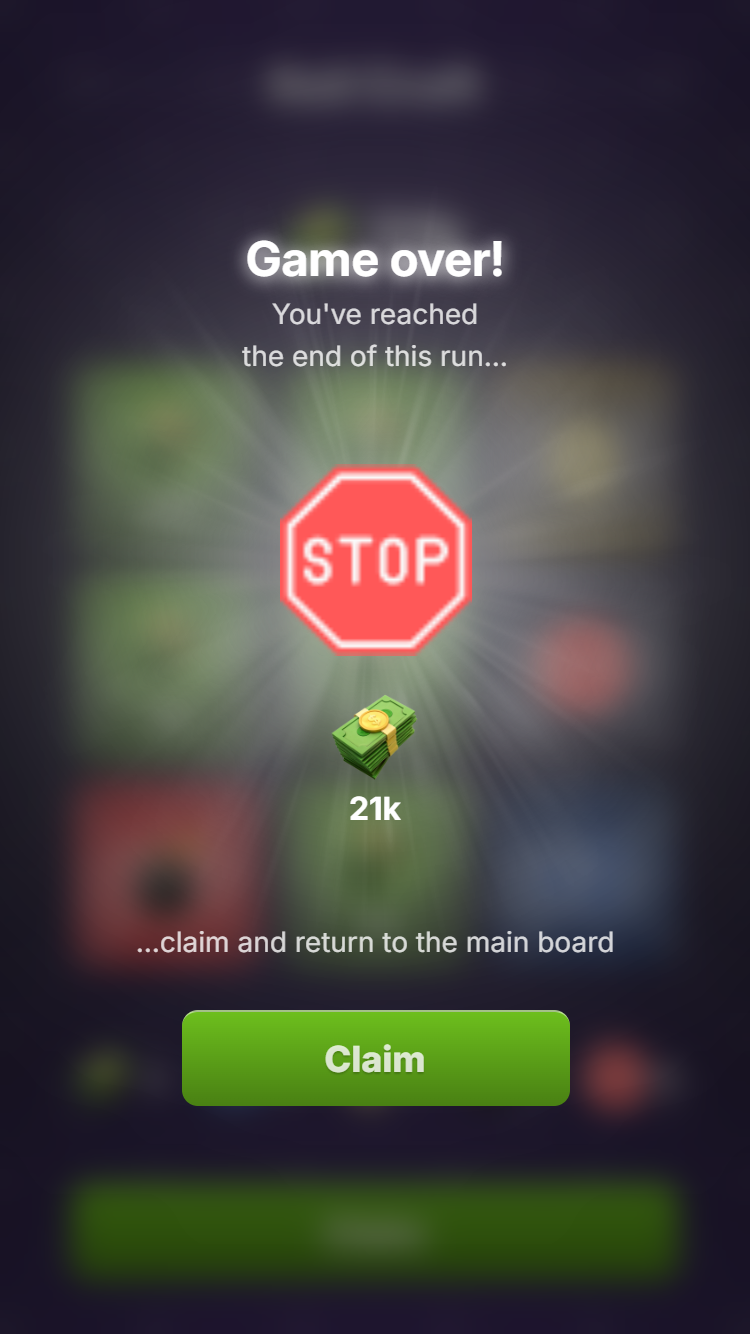 Game over!
You've reached
the end of this run...
STOP
21k
...claim and return to the main board
Claim